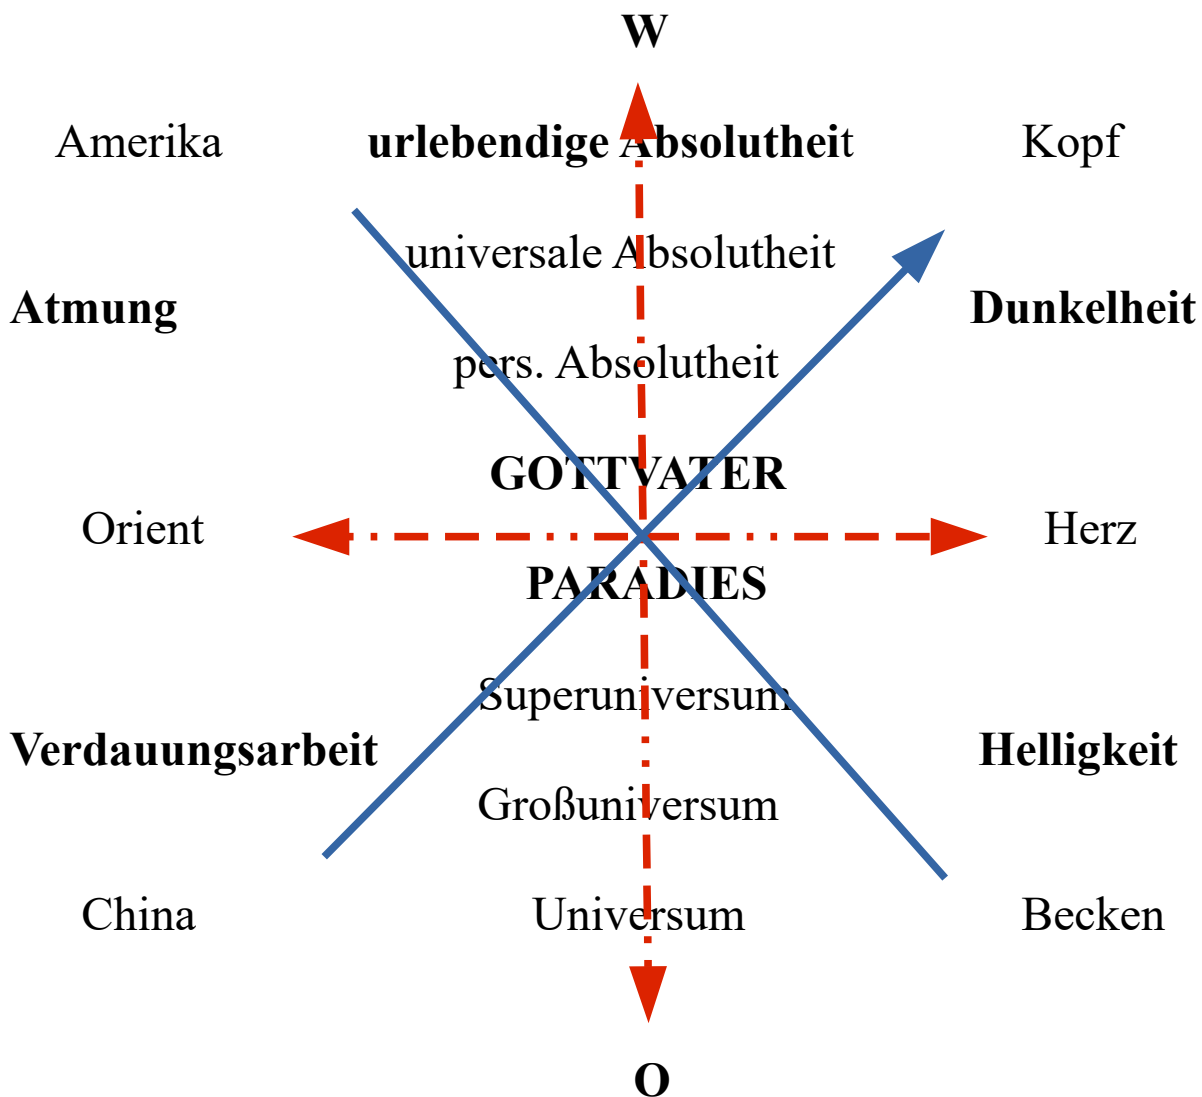 W
Amerika urlebendige Absolutheit Kopf
universale Absolutheit
Atmung Dunkelheit
pers. Absolutheit
GOTTVATER
Orient Herz
PARADIES
Superuniversum
Verdauungsarbeit Helligkeit
Großuniversum
China Universum Becken
O